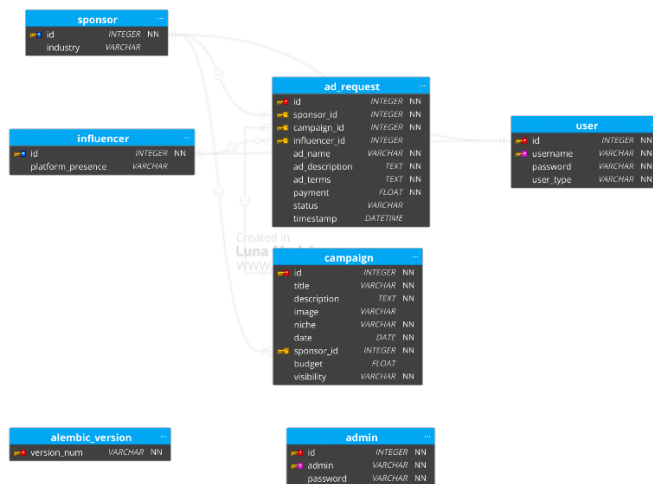 sponsor ...
id INTEGER NN
industry VARCHAR
ad_request ...
id INTEGER NN
sponsor_id INTEGER NN
campaign_id INTEGER NN
influencer_id INTEGER
ad_name VARCHAR NN
ad_description TEXT NN
ad_terms TEXT NN
payment FLOAT NN
status VARCHAR
timestamp DATETIME
influencer ...
id INTEGER NN
platform_presence VARCHAR
user ...
id INTEGER NN
username VARCHAR NN
password VARCHAR NN
user_type VARCHAR NN
Created in
Luna
WWW
campaign ...
id INTEGER NN
title VARCHAR NN
description TEXT NN
image VARCHAR
niche VARCHAR NN
date DATE NN
sponsor_id INTEGER NN
budget FLOAT
visibility VARCHAR NN
alembic_version ...
version_num VARCHAR NN
admin ...
id INTEGER NN
admin VARCHAR NN
password VARCHAR NN